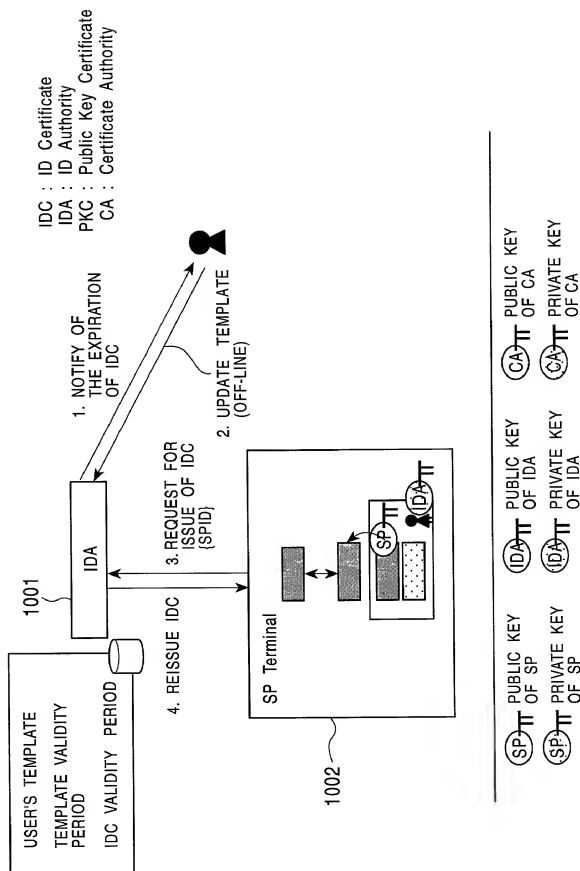 IDC : ID Certificate
IDA : ID Authority
PKC : Public Key Certificate
CA : Certificate Authority
USER'S TEMPLATE
TEMPLATE VALIDITY
PERIOD
IDC VALIDITY PERIOD
1001
IDA
1. NOTIFY OF
THE EXPIRATION
OF IDC
2. UPDATE TEMPLATE
(OFF-LINE)
3. REQUEST FOR
ISSUE OF IDC
{SPID}
4. REISSUE IDC
SP Terminal
SP
IDA
1002
SP PUBLIC KEY
OF SP
SP PRIVATE KEY
OF SP
IDA PUBLIC KEY
OF IDA
IDA PRIVATE KEY
OF IDA
CA PUBLIC KEY
OF CA
CA PRIVATE KEY
OF CA